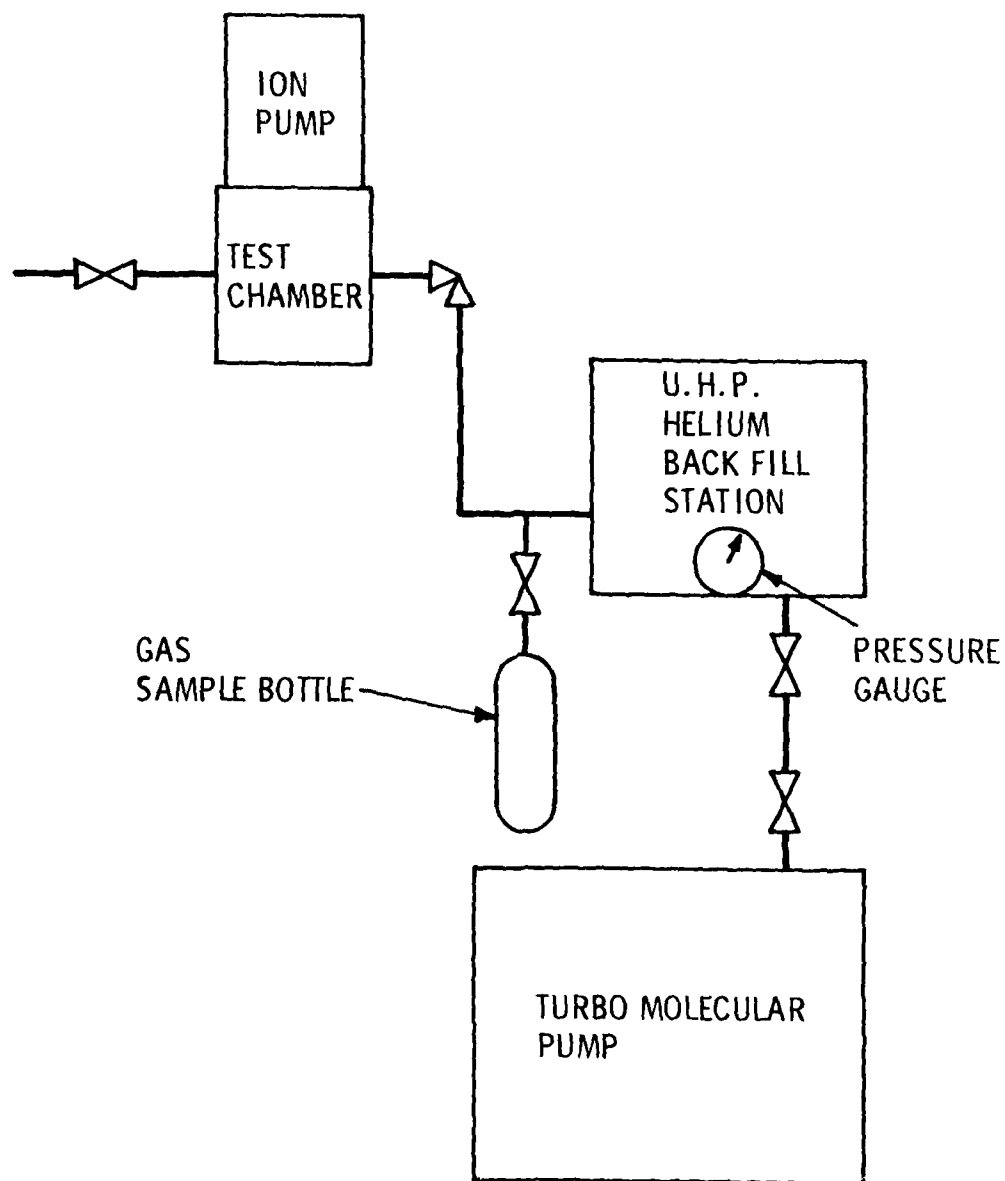 ION
PUMP
TEST
CHAMBER
U.H.P.
HELIUM
BACK FILL
STATION
GAS
SAMPLE BOTTLE
PRESSURE
GAUGE
TURBO MOLECULAR
PUMP